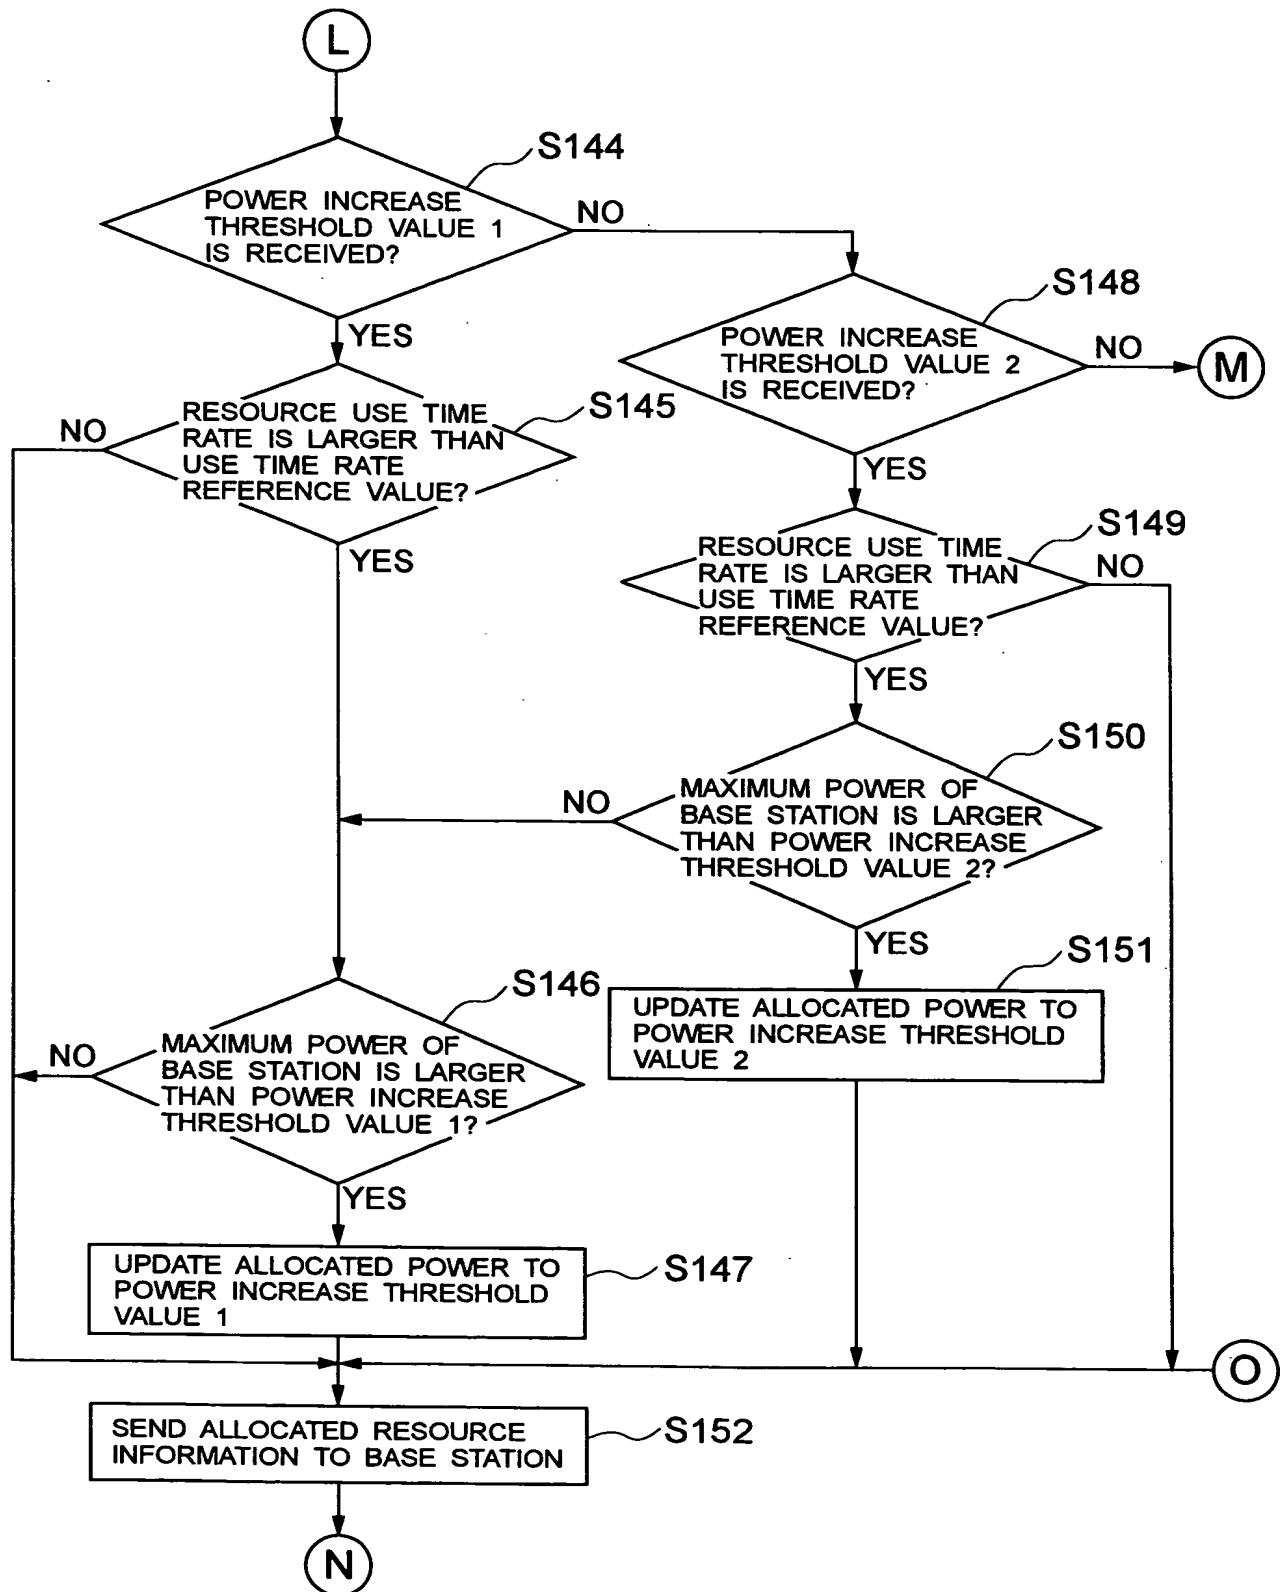 L
S144
POWER INCREASE
THRESHOLD VALUE 1
IS RECEIVED?
NO
YES
S148
POWER INCREASE
THRESHOLD VALUE 2
IS RECEIVED?
NO
M
YES
S145
RESOURCE USE TIME
RATE IS LARGER THAN
USE TIME RATE
REFERENCE VALUE?
NO
YES
S149
RESOURCE USE TIME
RATE IS LARGER THAN
USE TIME RATE
REFERENCE VALUE?
NO
YES
S150
MAXIMUM POWER OF
BASE STATION IS LARGER
THAN POWER INCREASE
THRESHOLD VALUE 2?
NO
YES
S151
UPDATE ALLOCATED POWER TO
POWER INCREASE THRESHOLD
VALUE 2
S146
MAXIMUM POWER OF
BASE STATION IS LARGER
THAN POWER INCREASE
THRESHOLD VALUE 1?
NO
YES
UPDATE ALLOCATED POWER TO
POWER INCREASE THRESHOLD
VALUE 1
S147
O
SEND ALLOCATED RESOURCE
INFORMATION TO BASE STATION
S152
N